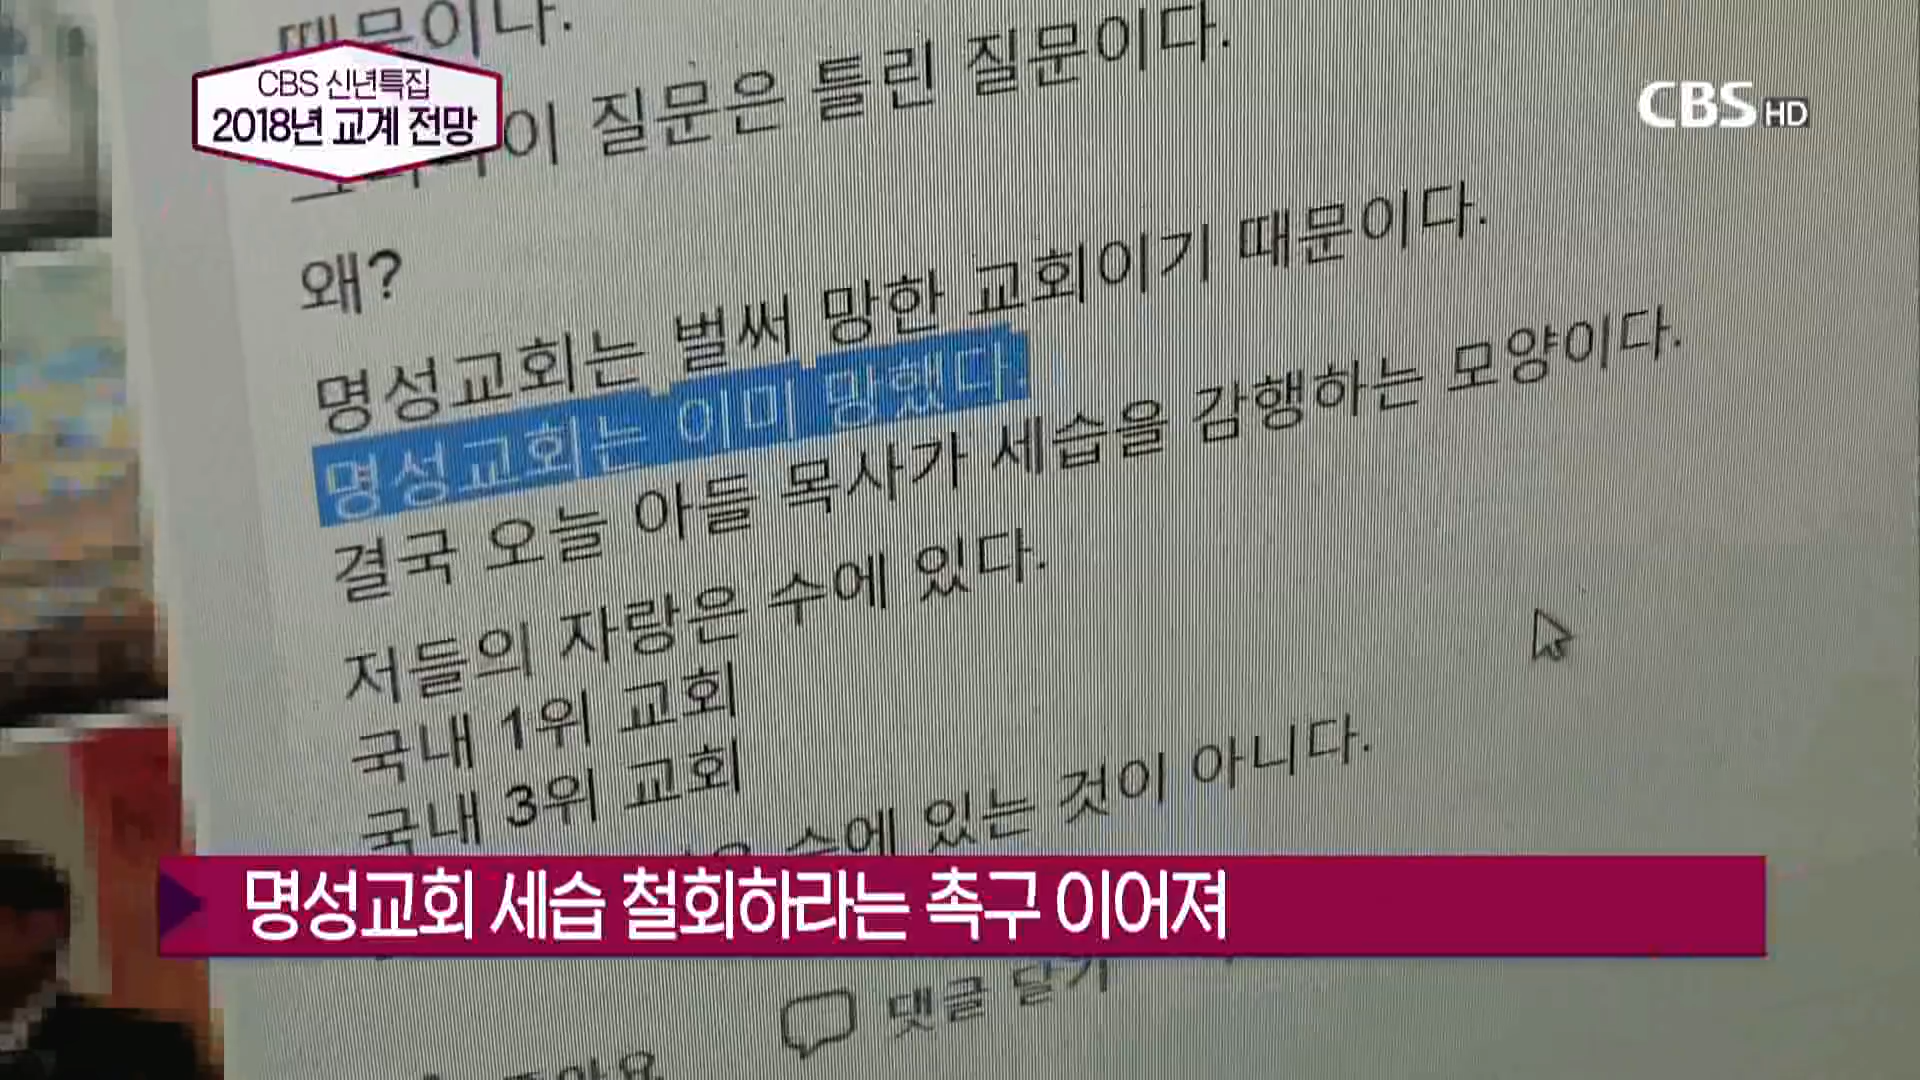 때문이다.
CBS 신년특집
2018년 교계 전망
CBS HD
이 질문은 틀린 질문이다.
왜?
명성교회는 벌써 망한 교회이기 때문이다.
명성교회는 이미 망했다.
결국 오늘 아들 목사가 세습을 감행하는 모양이다.
저들의 자랑은 수에 있다.
국내 1위 교회
국내 3위 교회
수에 있는 것이 아니다.
명성교회 세습 철회하라는 촉구 이어져
댓글 달기
좋아요